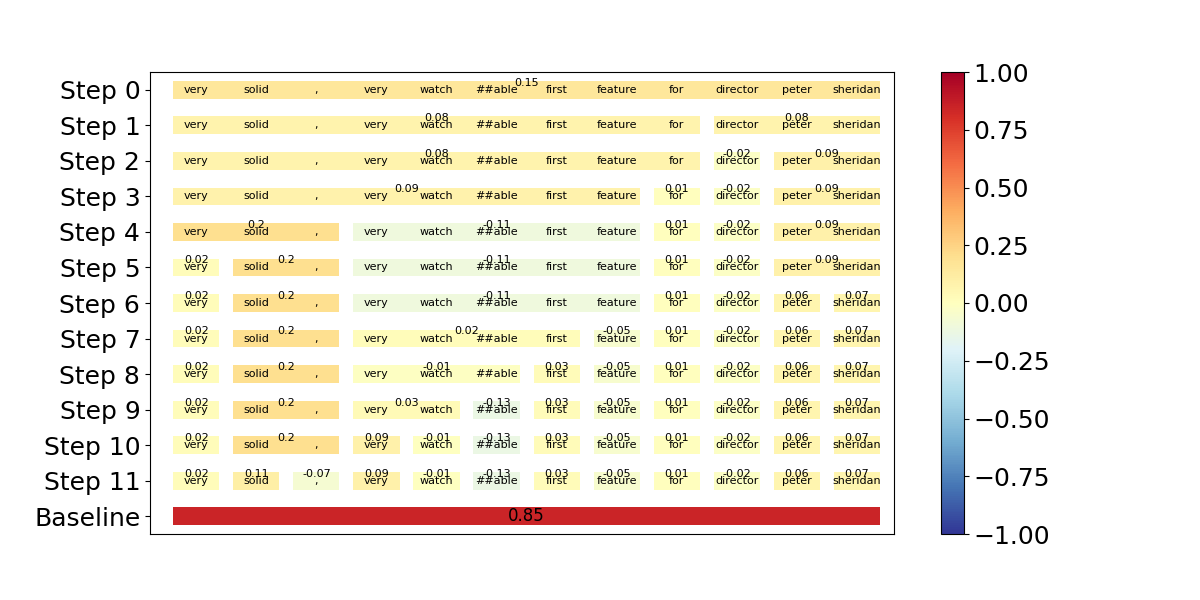 0.15
Step 0 very solid , very watch ##able first feature for director peter sheridan
0.08 0.08
Step 1 very solid , very watch ##able first feature for director peter sheridan
0.08 -0.02 0.09
Step 2 very solid , very watch ##able first feature for director peter sheridan
0.09 0.01 -0.02 0.09
Step 3 very solid , very watch ##able first feature for director peter sheridan
0.2 -0.11 0.01 -0.02 0.09
Step 4 very solid , very watch ##able first feature for director peter sheridan
0.02 0.2 -0.11 0.01 -0.02 0.09
Step 5 very solid , very watch ##able first feature for director peter sheridan
0.02 0.2 -0.11 0.01 -0.02 0.06 0.07
Step 6 very solid , very watch ##able first feature for director peter sheridan
0.02 0.2 0.02 -0.05 0.01 -0.02 0.06 0.07
Step 7 very solid , very watch ##able first feature for director peter sheridan
0.02 0.2 -0.01 0.03 -0.05 0.01 -0.02 0.06 0.07
Step 8 very solid , very watch ##able first feature for director peter sheridan
0.02 0.2 0.03 -0.13 0.03 -0.05 0.01 -0.02 0.06 0.07
Step 9 very solid , very watch ##able first feature for director peter sheridan
0.02 0.2 0.09 -0.01 -0.13 0.03 -0.05 0.01 -0.02 0.06 0.07
Step 10 very solid , very watch ##able first feature for director peter sheridan
0.02 0.11 -0.07 0.09 -0.01 -0.13 0.03 -0.05 0.01 -0.02 0.06 0.07
Step 11 very solid , very watch ##able first feature for director peter sheridan
Baseline 0.85
1.00
0.75
0.50
0.25
0.00
−0.25
−0.50
−0.75
−1.00